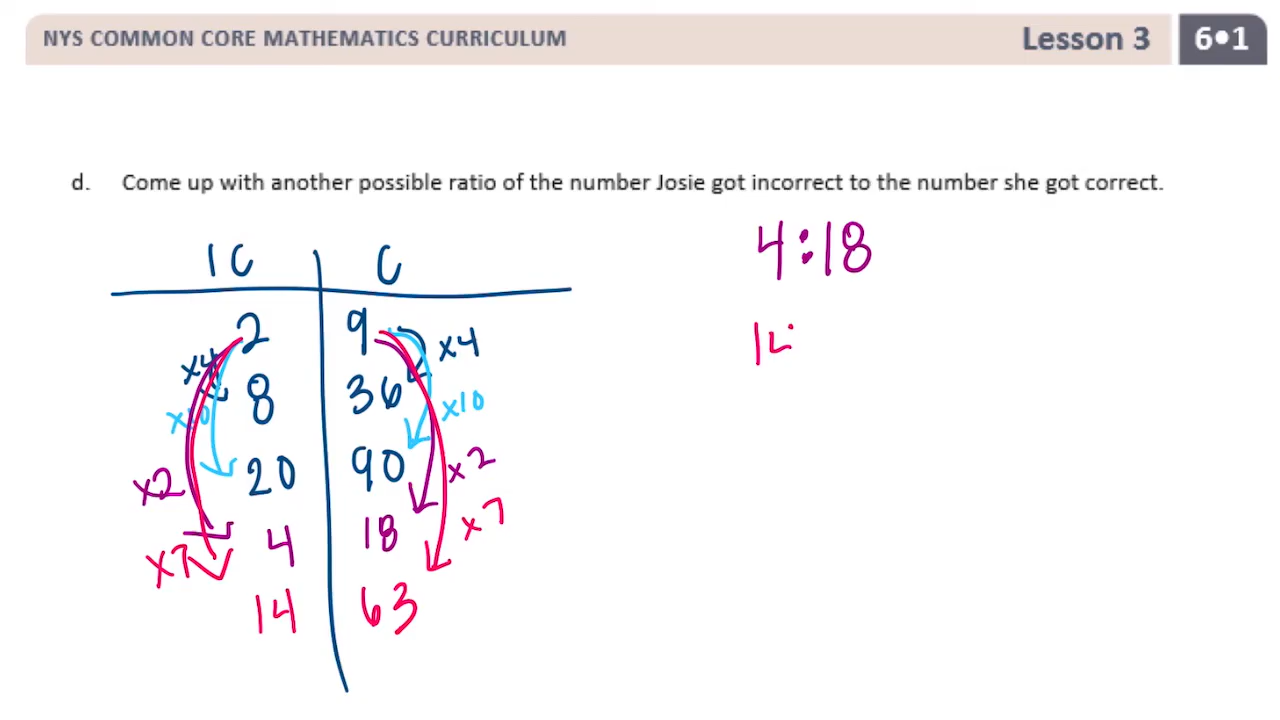 NYS COMMON CORE MATHEMATICS CURRICULUM Lesson 3 6•1
d. Come up with another possible ratio of the number Josie got incorrect to the number she got correct.
4:18
IC C
2 9
x4 x4
8 36
x10 x10
20 90
x2 x2
4 18
x7 x7
14 63
14